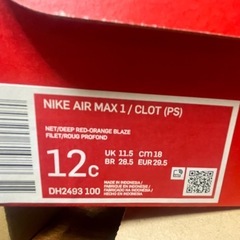 NIKE AIR MAX 1 / CLOT (PS)
NET/DEEP RED-ORANGE BLAZE
FILET/ROUG PROFOND
12C
UK 11.5 cm 18
BR 28.5 EUR 29.5
DH2493 100